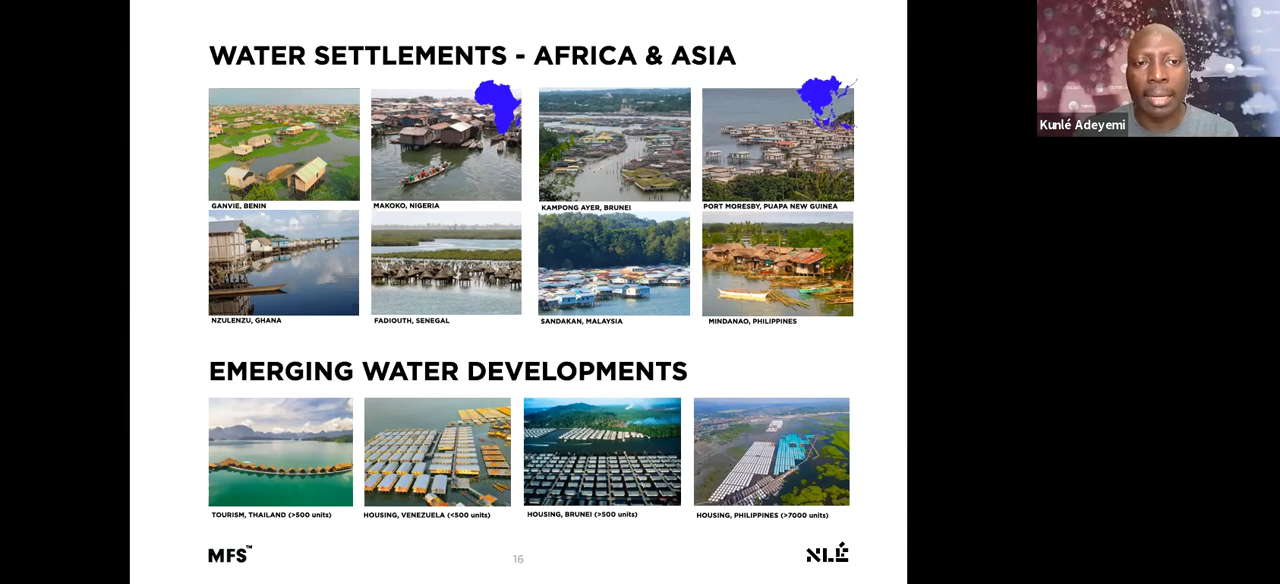 WATER SETTLEMENTS - AFRICA & ASIA
GANVIE, BENIN
MAKOKO, NIGERIA
KAMPONG AYER, BRUNEI
PORT MORESBY, PUAPA NEW GUINEA
NZULENZU, GHANA
FADIOUTH, SENEGAL
SANDAKAN, MALAYSIA
MINDANAO, PHILIPPINES
EMERGING WATER DEVELOPMENTS
TOURISM, THAILAND (>500 units)
HOUSING, VENEZUELA (<500 units)
HOUSING, BRUNEI (>500 units)
HOUSING, PHILIPPINES (>7000 units)
MFS™
16
NLÉ
Kunlé Adeyemi